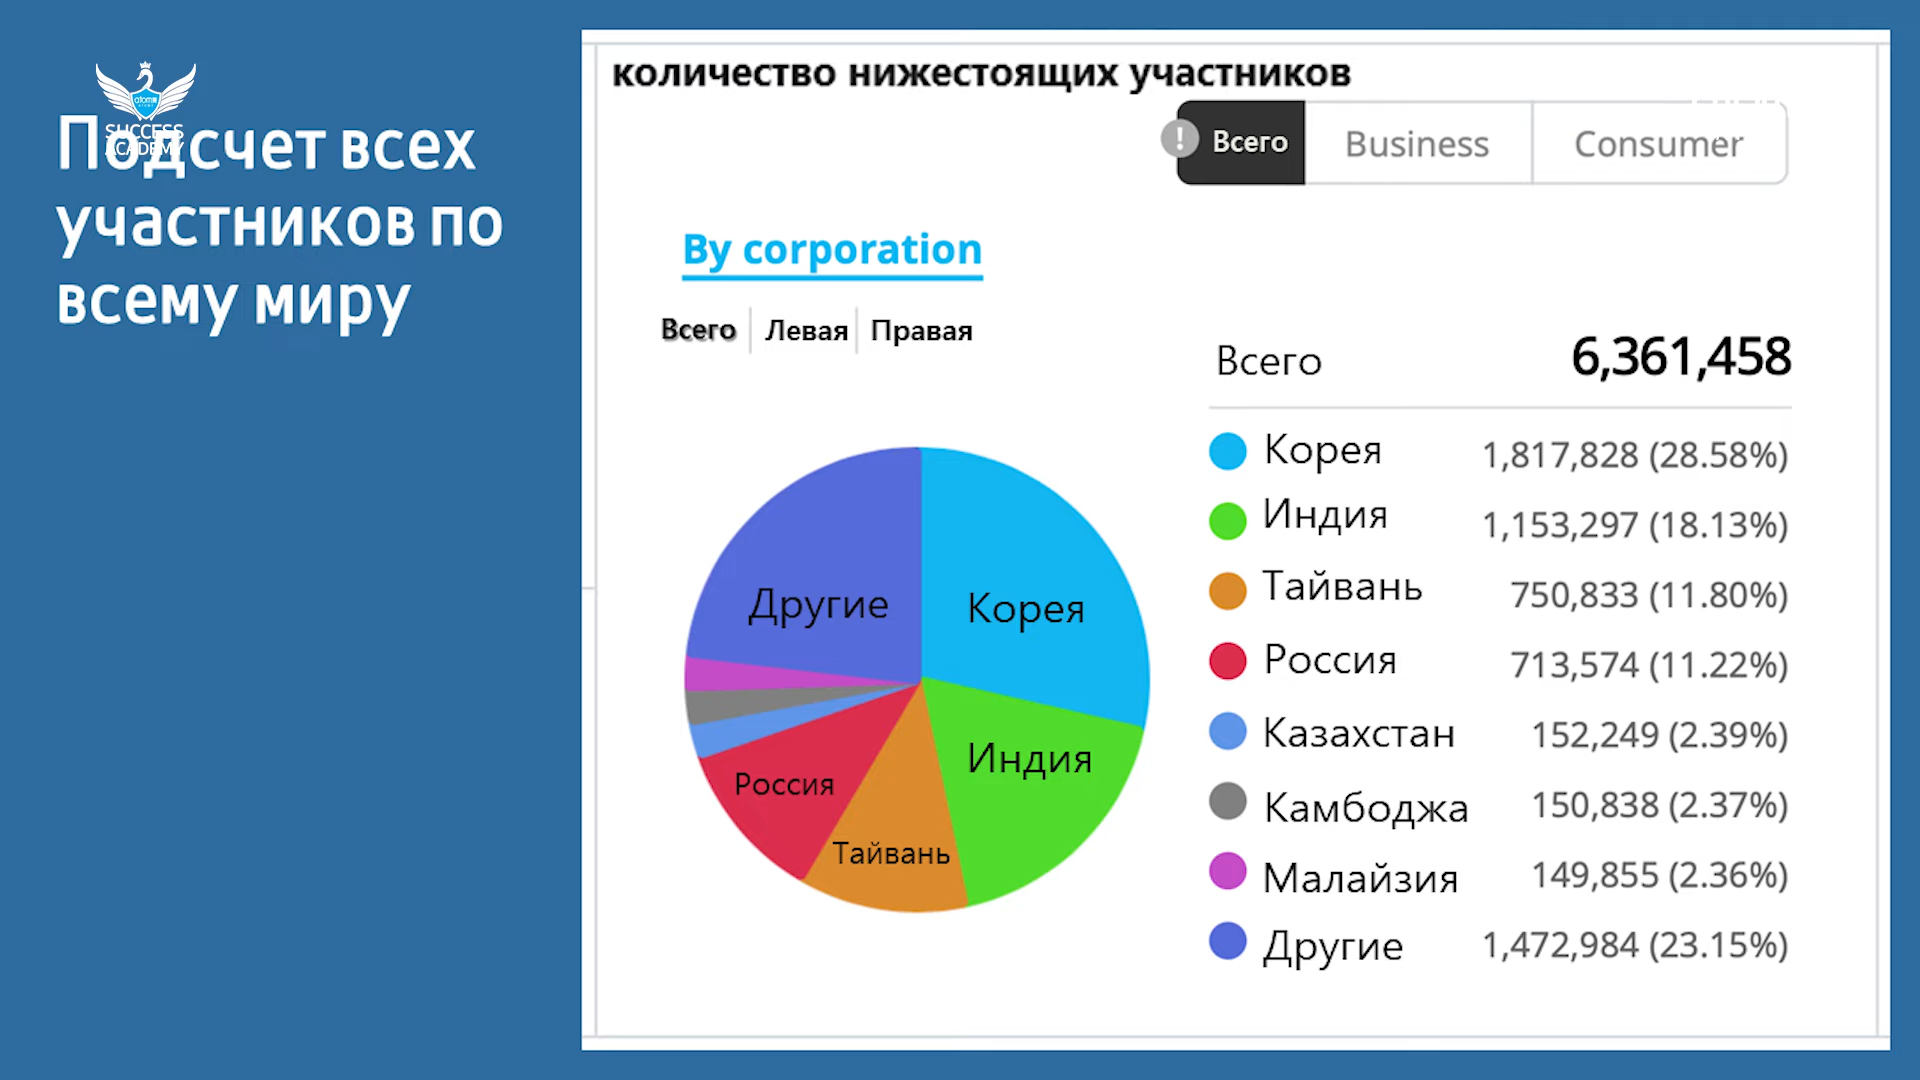 atomy
SUCCESS
ACADEMY
Подсчет всех
участников по
всему миру
количество нижестоящих участников
! Всего Business Consumer
By corporation
Всего Левая Правая
Всего 6,361,458
Корея 1,817,828 (28.58%)
Индия 1,153,297 (18.13%)
Тайвань 750,833 (11.80%)
Россия 713,574 (11.22%)
Казахстан 152,249 (2.39%)
Камбоджа 150,838 (2.37%)
Малайзия 149,855 (2.36%)
Другие 1,472,984 (23.15%)
Другие
Корея
Индия
Россия
Тайвань